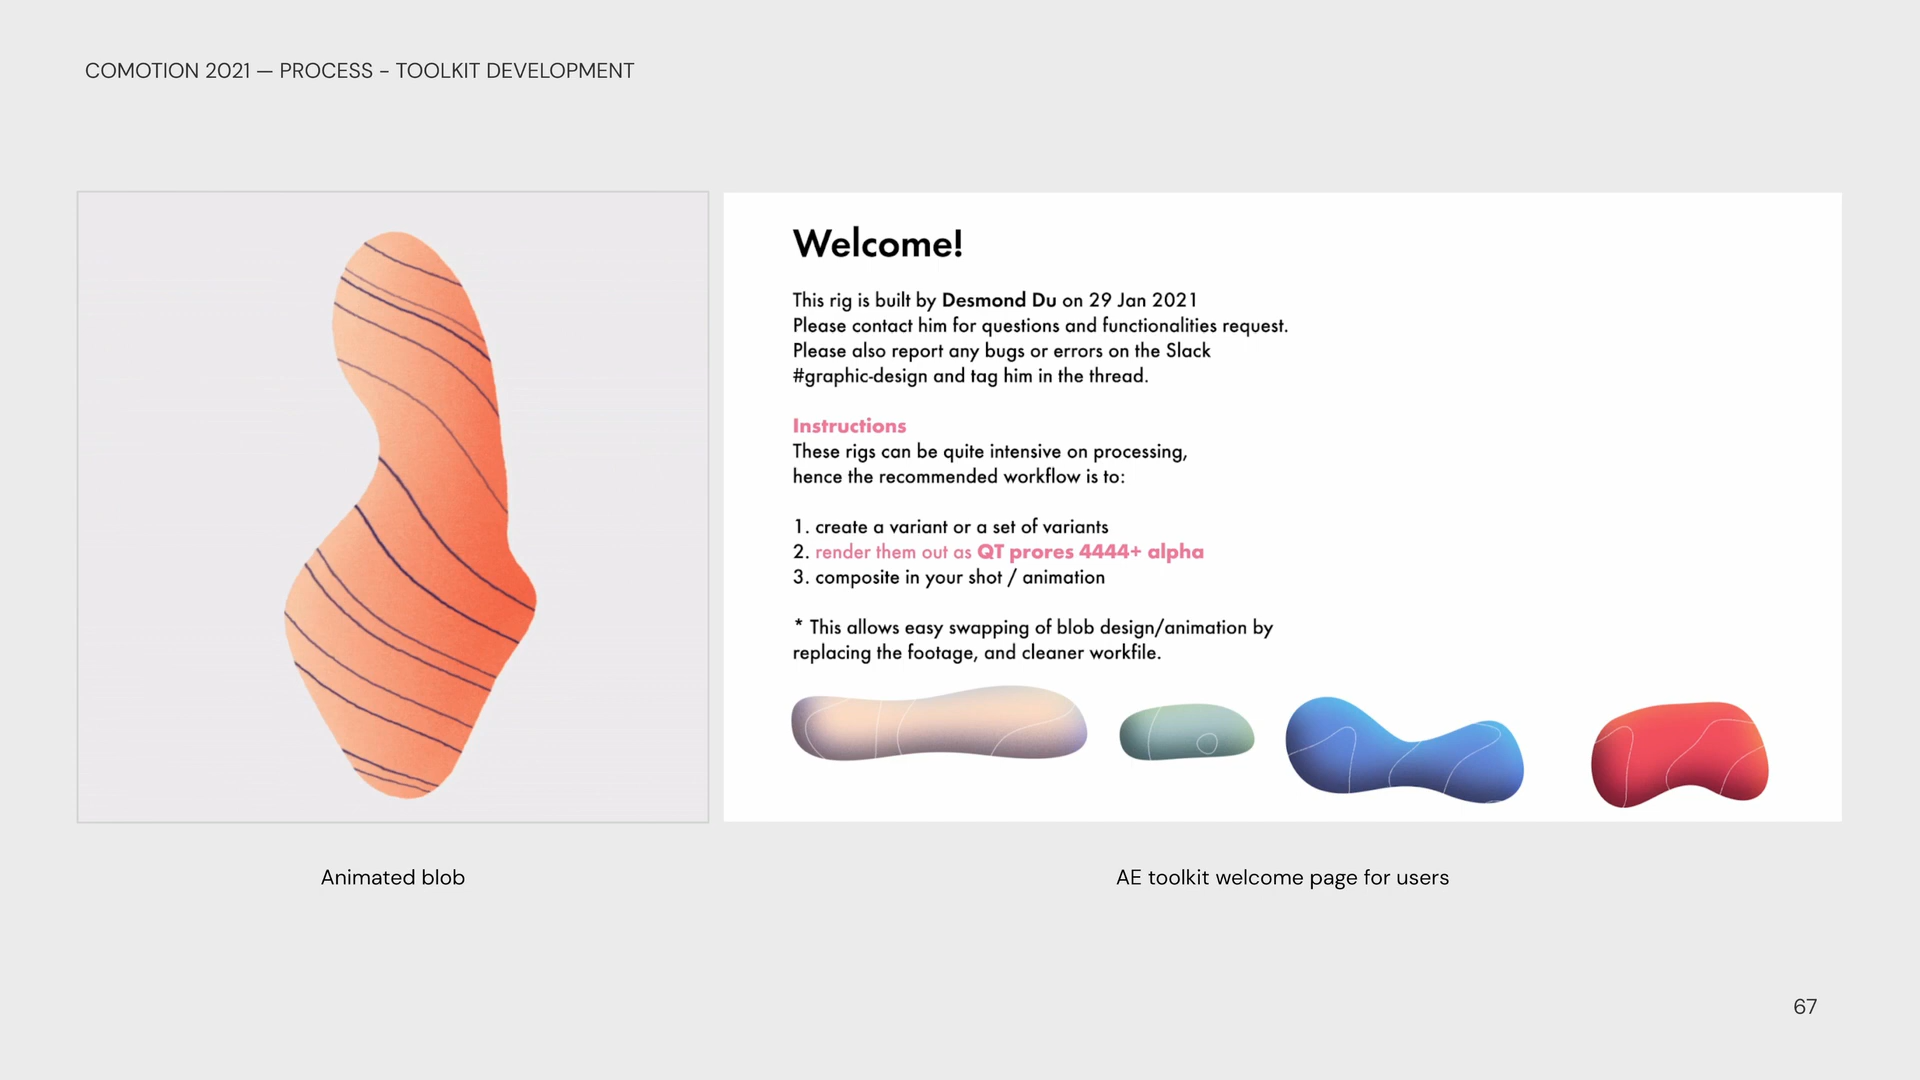 COMOTION 2021 — PROCESS - TOOLKIT DEVELOPMENT
Welcome!
This rig is built by Desmond Du on 29 Jan 2021
Please contact him for questions and functionalities request.
Please also report any bugs or errors on the Slack
#graphic-design and tag him in the thread.
Instructions
These rigs can be quite intensive on processing,
hence the recommended workflow is to:
1. create a variant or a set of variants
2. render them out as QT prores 4444+ alpha
3. composite in your shot / animation
* This allows easy swapping of blob design/animation by
replacing the footage, and cleaner workfile.
Animated blob
AE toolkit welcome page for users
67